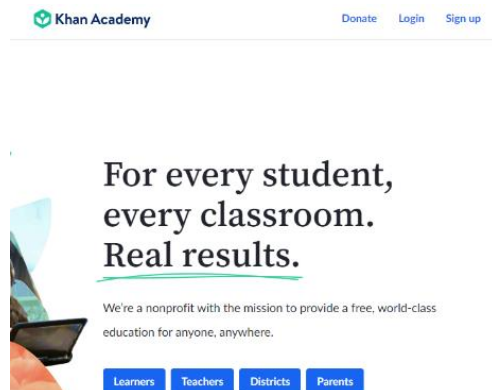 Khan Academy Donate Login Sign up
For every student,
every classroom.
Real results.
We're a nonprofit with the mission to provide a free, world-class
education for anyone, anywhere.
Learners Teachers Districts Parents